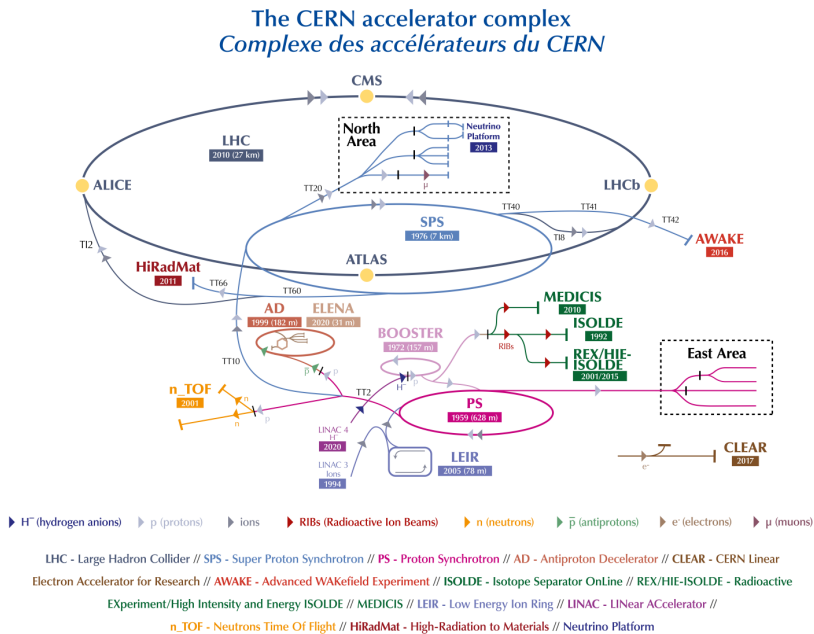 The CERN accelerator complex
Complexe des accélérateurs du CERN
CMS
North
Area
Neutrino
Platform
2013
LHC
2010 (27 km)
μ
ALICE
LHCb
TT20
TT40
TT41
SPS
1976 (7 km)
TT42
TI8
AWAKE
2016
TI2
ATLAS
HiRadMat
2011
TT66
TT60
AD
1999 (182 m)
ELENA
2020 (31 m)
MEDICIS
2010
BOOSTER
1972 (157 m)
ISOLDE
1992
RIBs
REX/HIE-
ISOLDE
2001/2015
East Area
TT10
p
p
H⁻
p
n_TOF
2001
n
n
p
TT2
PS
1959 (628 m)
LINAC 4
H⁻
2020
LINAC 3
Ions
1994
LEIR
2005 (78 m)
CLEAR
2017
e⁻
H⁻ (hydrogen anions)
p (protons)
ions
RIBs (Radioactive Ion Beams)
n (neutrons)
p̅ (antiprotons)
e⁻ (electrons)
μ (muons)
LHC - Large Hadron Collider // SPS - Super Proton Synchrotron // PS - Proton Synchrotron // AD - Antiproton Decelerator // CLEAR - CERN Linear
Electron Accelerator for Research // AWAKE - Advanced WAKefield Experiment // ISOLDE - Isotope Separator OnLine // REX/HIE-ISOLDE - Radioactive
EXperiment/High Intensity and Energy ISOLDE // MEDICIS // LEIR - Low Energy Ion Ring // LINAC - LINear ACcelerator //
n_TOF - Neutrons Time Of Flight // HiRadMat - High-Radiation to Materials // Neutrino Platform